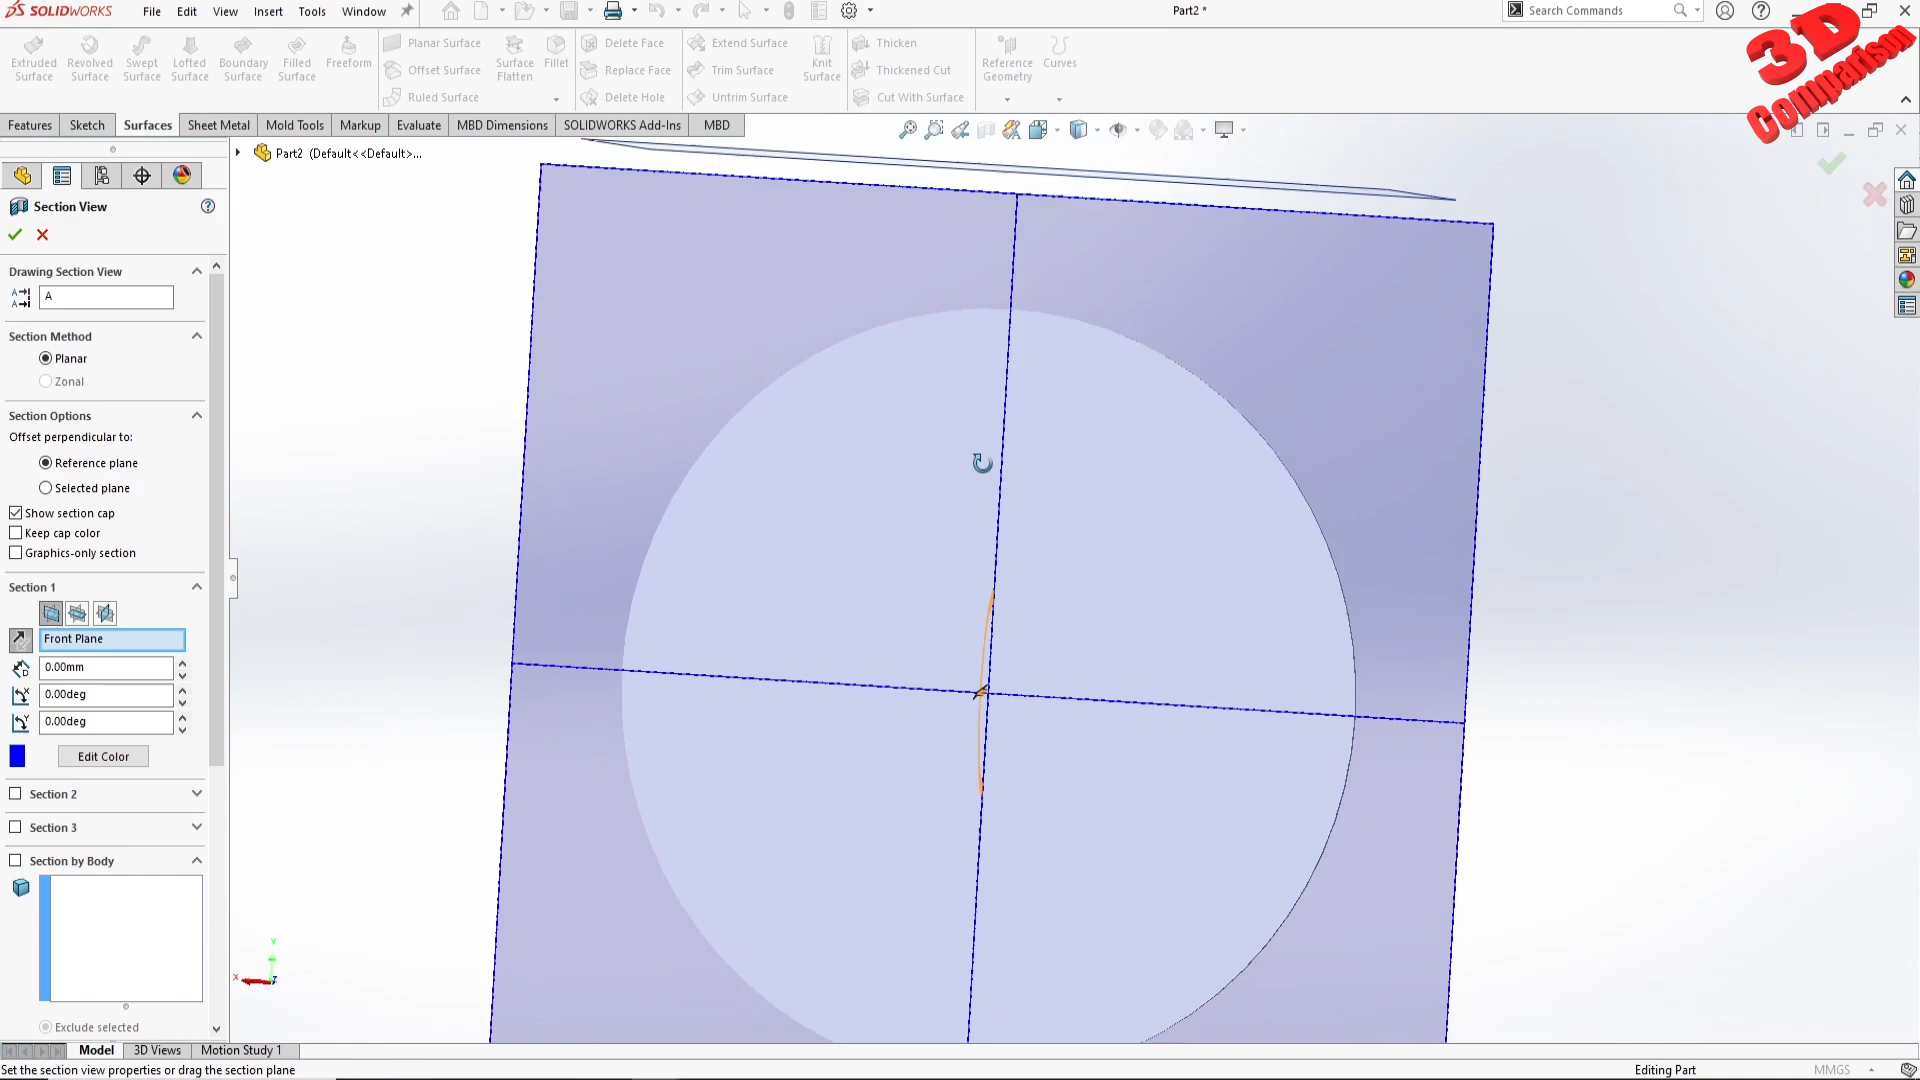 SOLIDWORKS File Edit View Insert Tools Window
Part2 *
Search Commands
3D
Comparison
Extruded Surface
Revolved Surface
Swept Surface
Lofted Surface
Boundary Surface
Filled Surface
Freeform
Planar Surface
Offset Surface
Ruled Surface
Surface Flatten
Fillet
Delete Face
Replace Face
Delete Hole
Extend Surface
Trim Surface
Untrim Surface
Knit Surface
Thicken
Thickened Cut
Cut With Surface
Reference Geometry
Curves
Features Sketch Surfaces Sheet Metal Mold Tools Markup Evaluate MBD Dimensions SOLIDWORKS Add-Ins MBD
Part2 (Default<<Default>...
Section View
Drawing Section View
A
Section Method
Planar
Zonal
Section Options
Offset perpendicular to:
Reference plane
Selected plane
Show section cap
Keep cap color
Graphics-only section
Section 1
Front Plane
0.00mm
0.00deg
0.00deg
Edit Color
Section 2
Section 3
Section by Body
Exclude selected
Y
X
Z
Model 3D Views Motion Study 1
Set the section view properties or drag the section plane
Editing Part
MMGS